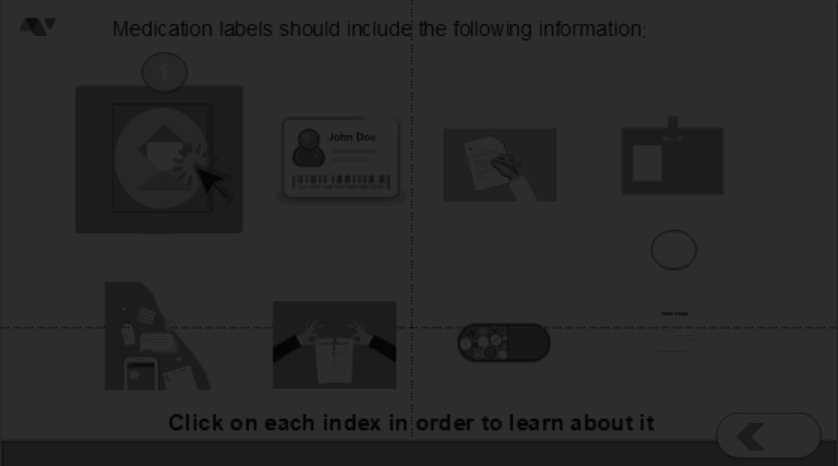 Medication labels should include the following information:
1
John Doe
Click on each index in order to learn about it